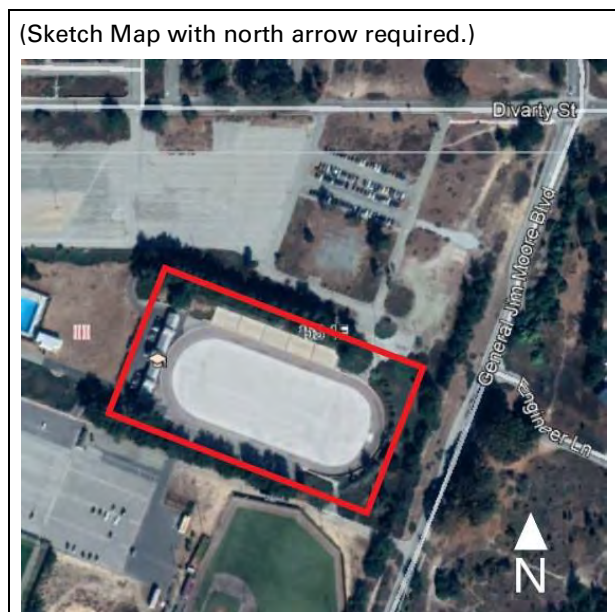 (Sketch Map with north arrow required.)
Divarty St
General Jim Moore Blvd
Engineer Ln
N